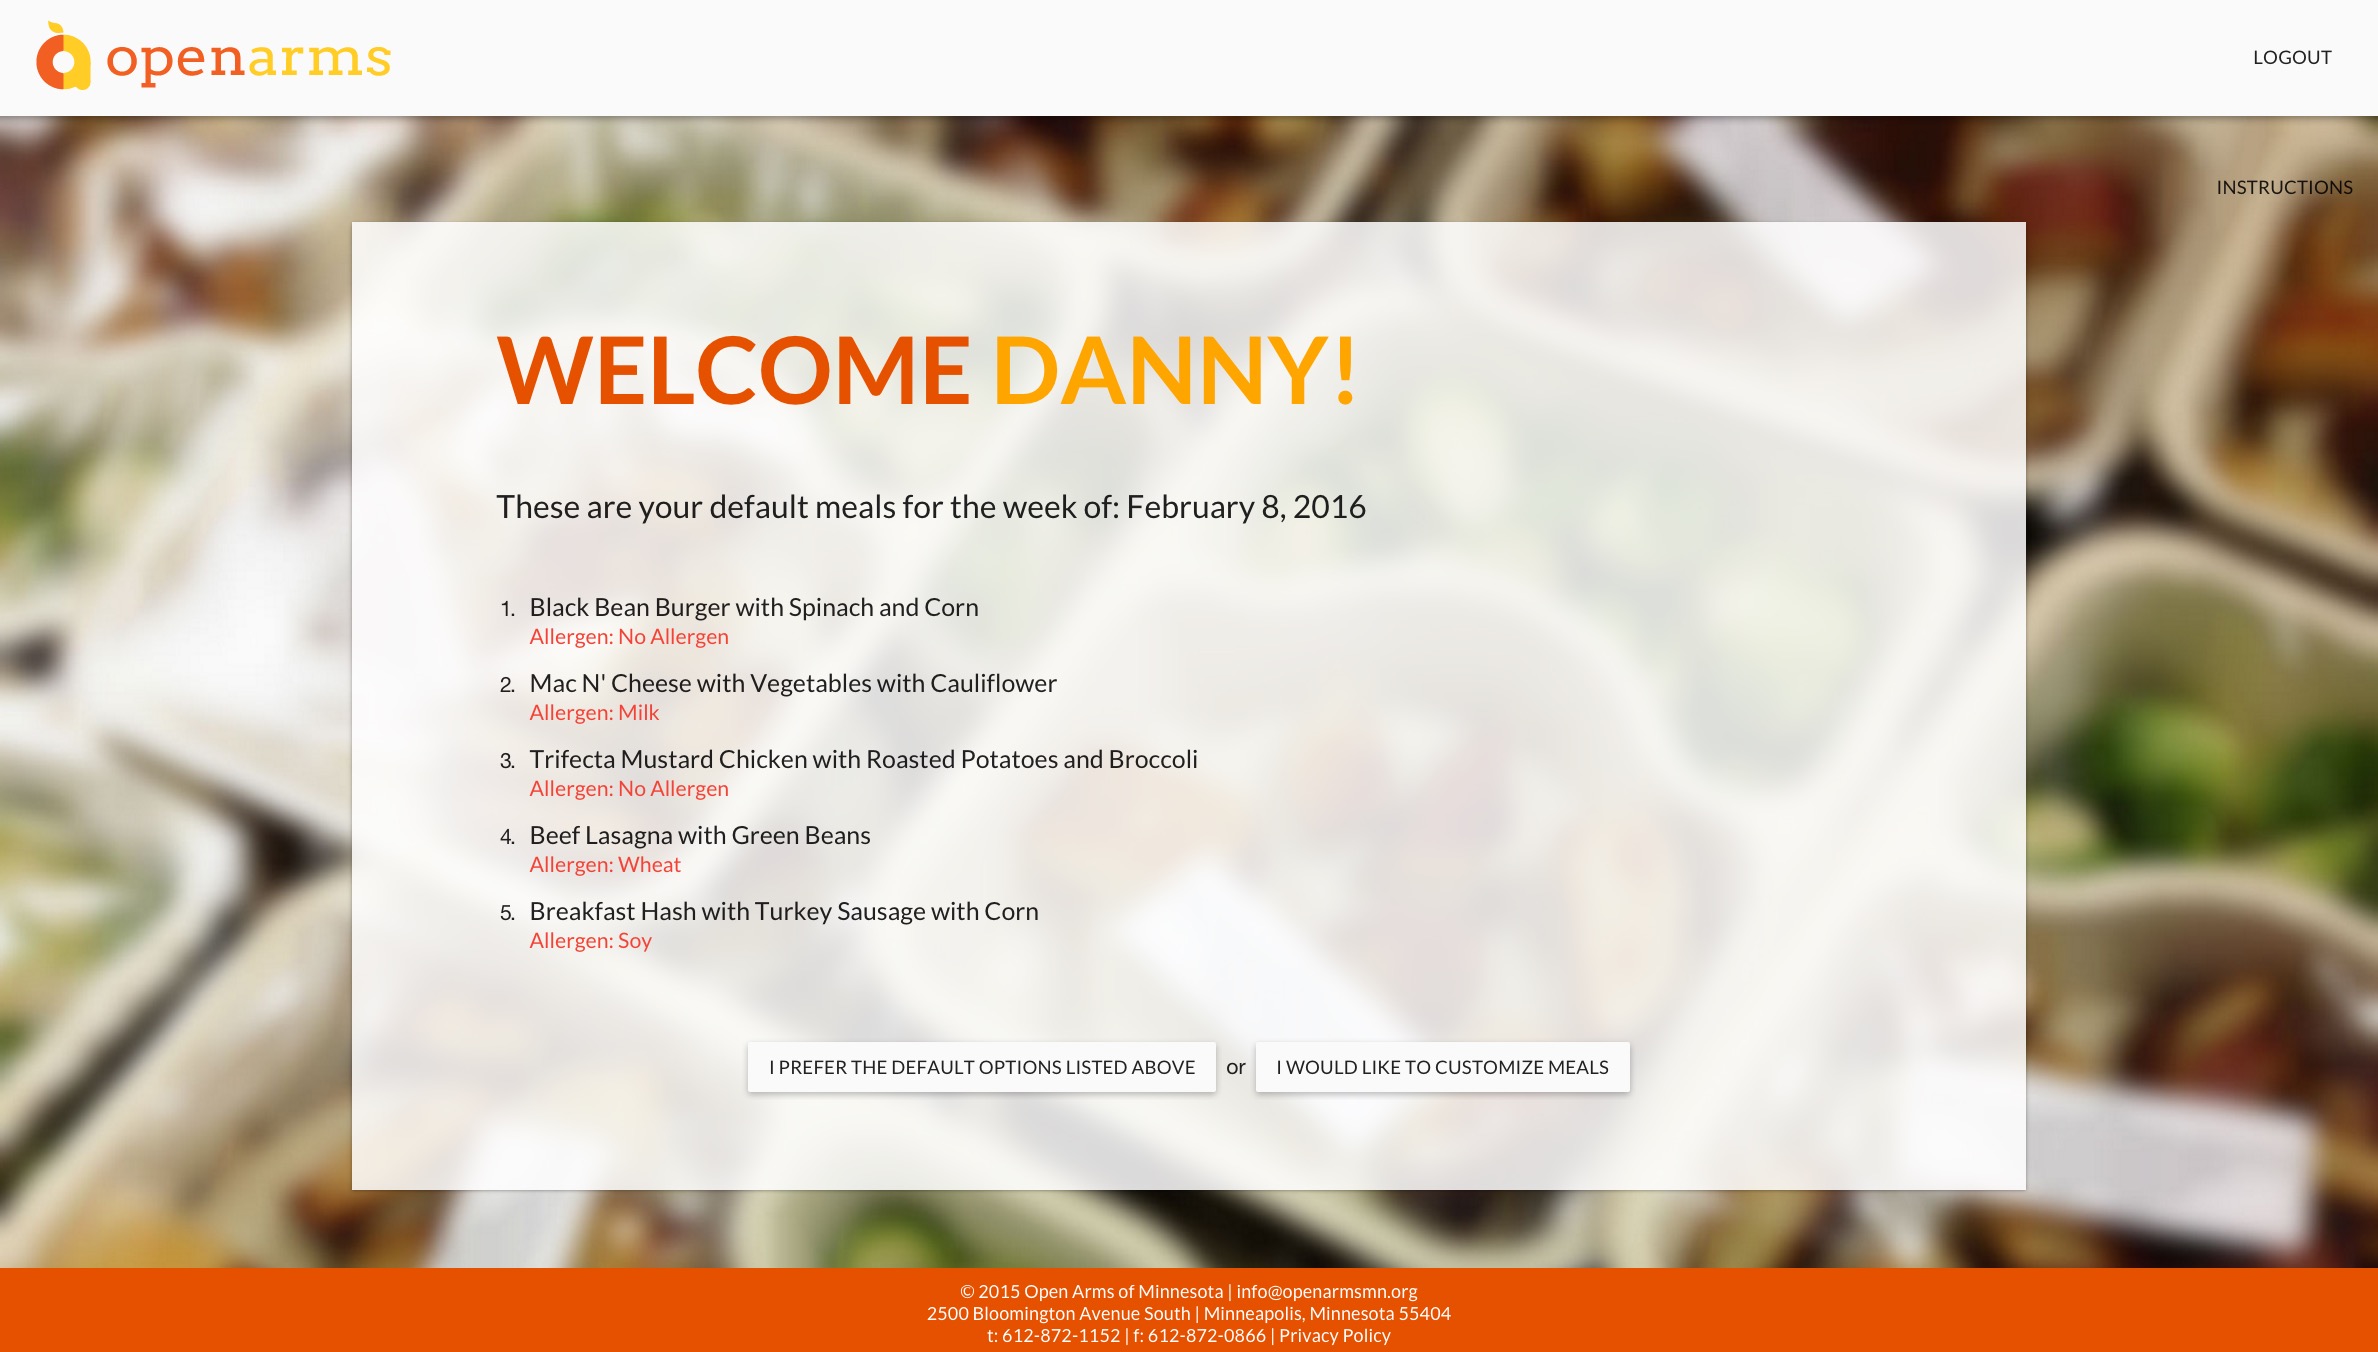 openarms
LOGOUT
INSTRUCTIONS
WELCOME DANNY!
These are your default meals for the week of: February 8, 2016
1. Black Bean Burger with Spinach and Corn
Allergen: No Allergen
2. Mac N' Cheese with Vegetables with Cauliflower
Allergen: Milk
3. Trifecta Mustard Chicken with Roasted Potatoes and Broccoli
Allergen: No Allergen
4. Beef Lasagna with Green Beans
Allergen: Wheat
5. Breakfast Hash with Turkey Sausage with Corn
Allergen: Soy
I PREFER THE DEFAULT OPTIONS LISTED ABOVE or I WOULD LIKE TO CUSTOMIZE MEALS
© 2015 Open Arms of Minnesota | info@openarmsmn.org
2500 Bloomington Avenue South | Minneapolis, Minnesota 55404
t: 612-872-1152 | f: 612-872-0866 | Privacy Policy